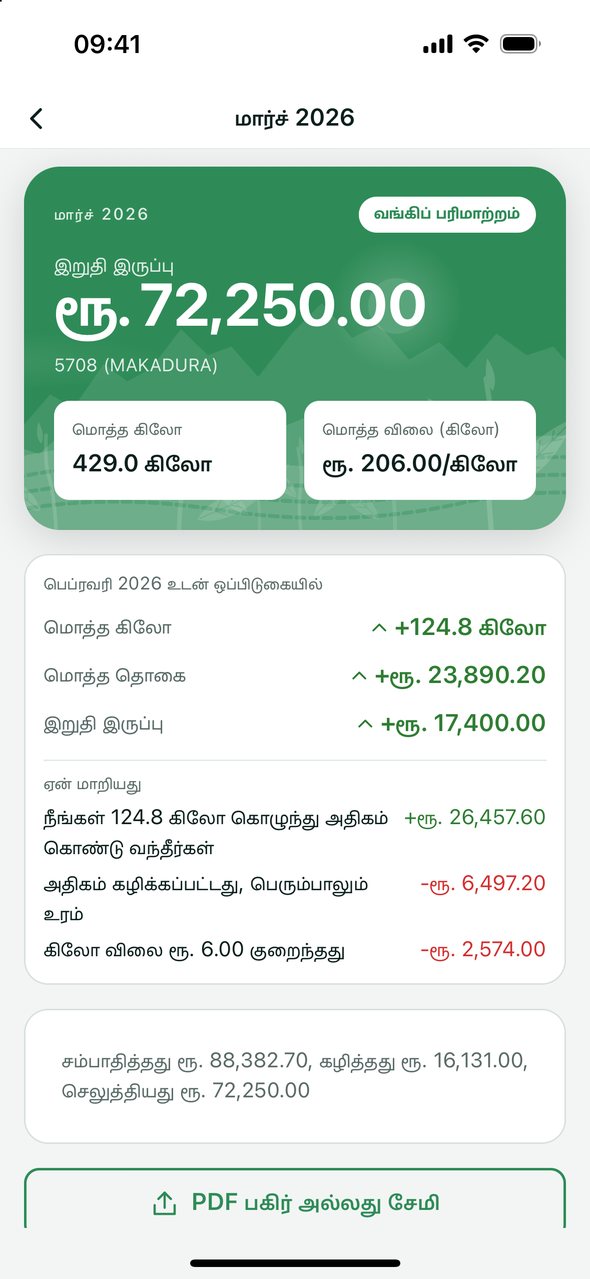 09:41
மார்ச் 2026
மார்ச் 2026
வங்கிப் பரிமாற்றம்
இறுதி இருப்பு
ரூ. 72,250.00
5708 (MAKADURA)
மொத்த கிலோ
429.0 கிலோ
மொத்த விலை (கிலோ)
ரூ. 206.00/கிலோ
பெப்ரவரி 2026 உடன் ஒப்பிடுகையில்
மொத்த கிலோ
+124.8 கிலோ
மொத்த தொகை
+ரூ. 23,890.20
இறுதி இருப்பு
+ரூ. 17,400.00
ஏன் மாறியது
நீங்கள் 124.8 கிலோ கொழுந்து அதிகம்
கொண்டு வந்தீர்கள்
+ரூ. 26,457.60
அதிகம் கழிக்கப்பட்டது, பெரும்பாலும்
உரம்
-ரூ. 6,497.20
கிலோ விலை ரூ. 6.00 குறைந்தது
-ரூ. 2,574.00
சம்பாதித்தது ரூ. 88,382.70, கழித்தது ரூ. 16,131.00,
செலுத்தியது ரூ. 72,250.00
PDF பகிர் அல்லது சேமி